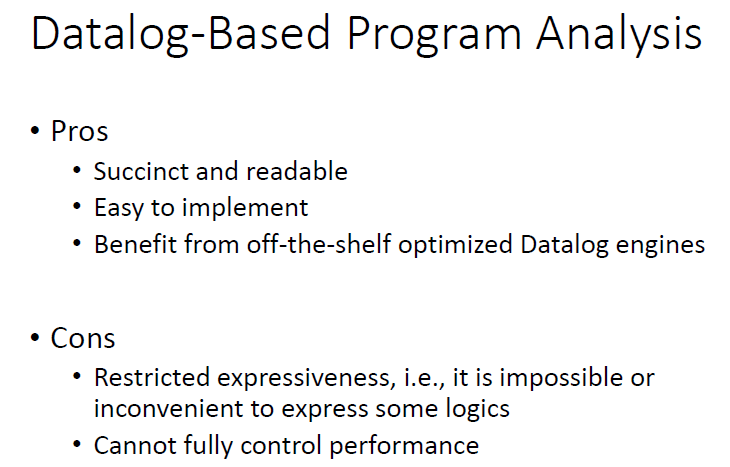 Datalog-Based Program Analysis
• Pros
• Succinct and readable
• Easy to implement
• Benefit from off-the-shelf optimized Datalog engines
• Cons
• Restricted expressiveness, i.e., it is impossible or
inconvenient to express some logics
• Cannot fully control performance